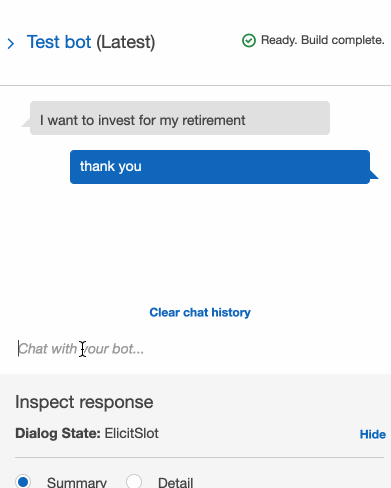 Test bot (Latest)
Ready. Build complete.
I want to invest for my retirement
thank you
Clear chat history
Chat with your bot...
Inspect response
Dialog State: ElicitSlot
Hide
Summary
Detail